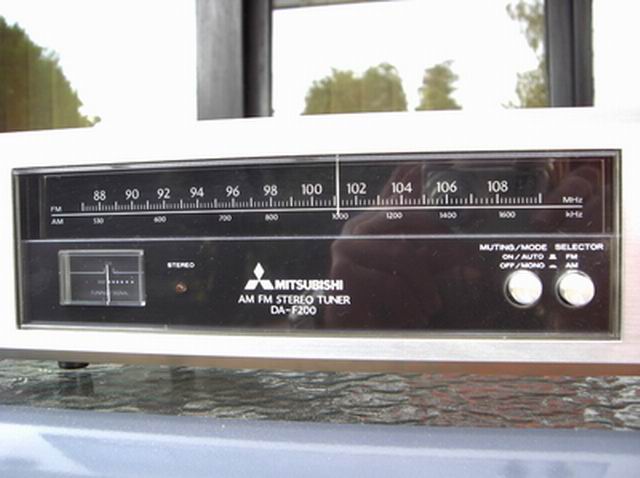 FM 88 90 92 94 96 98 100 102 104 106 108 MHz
AM 530 600 700 800 1000 1200 1400 1600 kHz
STEREO
MITSUBISHI
AM FM STEREO TUNER
DA-F200
MUTING/MODE SELECTOR
ON/AUTO FM
OFF/MONO AM